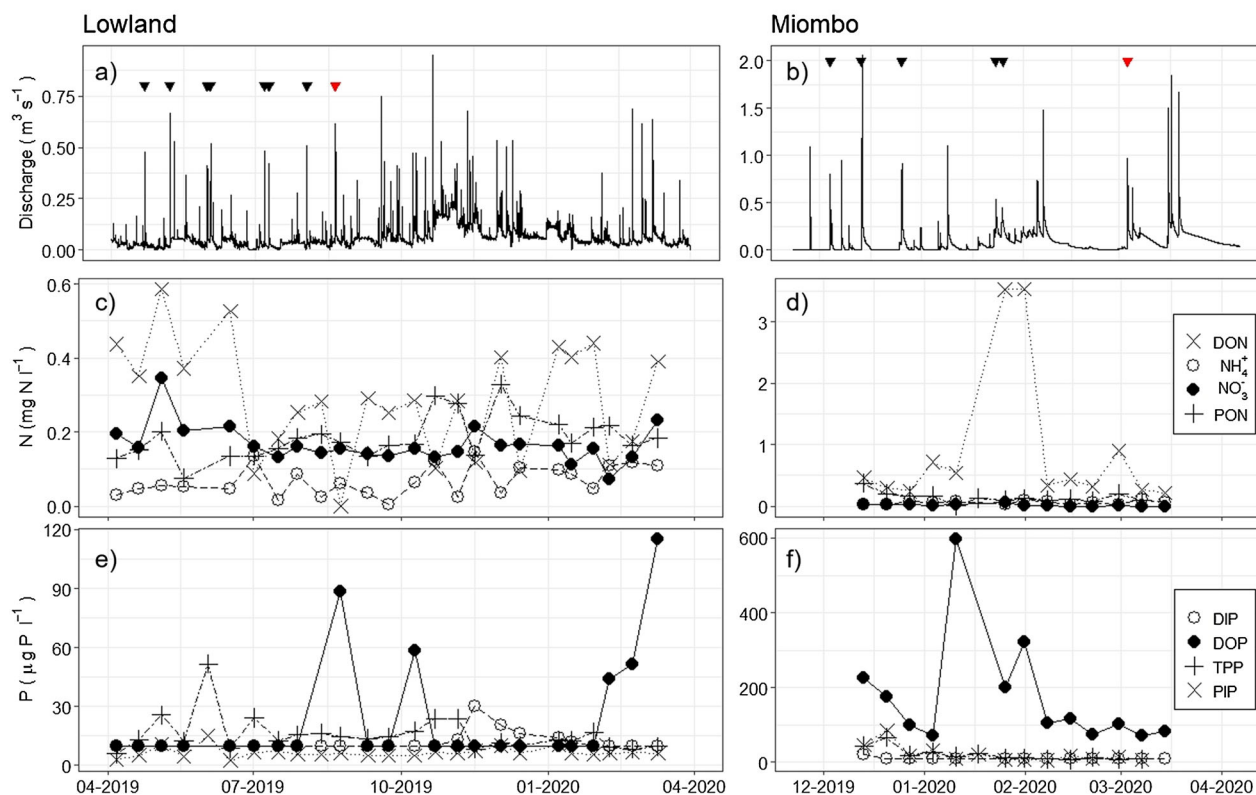 Lowland
Miombo
a)
b)
Discharge ( m³ s⁻¹ )
0.75
0.50
0.25
0.00
2.0
1.5
1.0
0.5
0.0
c)
d)
N ( mg N l⁻¹ )
0.6
0.4
0.2
0.0
3
2
1
0
DON
NH₄⁺
NO₃⁻
PON
e)
f)
P ( μg P l⁻¹ )
120
90
60
30
0
600
400
200
0
DIP
DOP
TPP
PIP
04-2019 07-2019 10-2019 01-2020 04-2020
12-2019 01-2020 02-2020 03-2020 04-2020